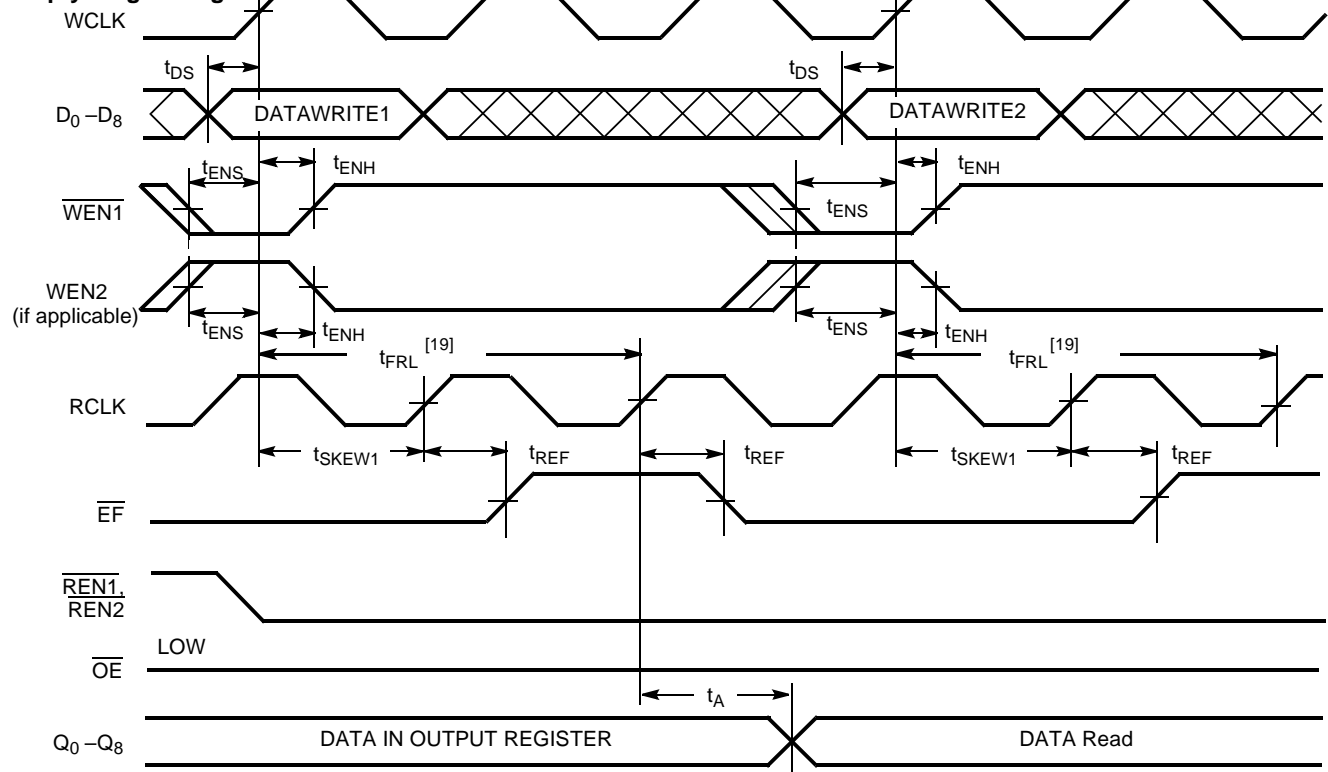 WCLK
tDS
tDS
D0 –D8
DATAWRITE1
DATAWRITE2
tENS
tENH
tENH
WEN1
tENS
WEN2
(if applicable)
tENS
tENH
tENS
tENH
tFRL [19]
tFRL [19]
RCLK
tSKEW1
tREF
tREF
tSKEW1
tREF
EF
REN1,
REN2
LOW
OE
tA
Q0 –Q8
DATA IN OUTPUT REGISTER
DATA Read